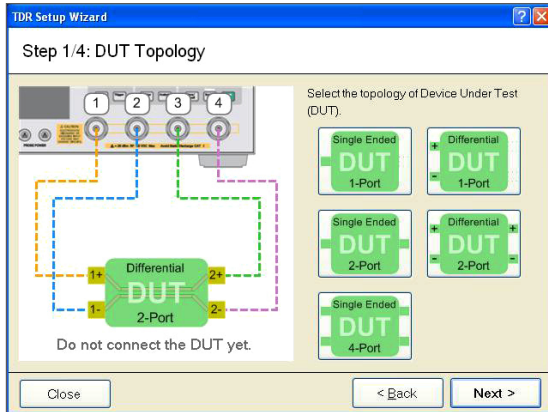 TDR Setup Wizard
Step 1/4: DUT Topology
1
2
3
4
Differential
DUT
2-Port
1+
1-
2+
2-
Do not connect the DUT yet.
Select the topology of Device Under Test
(DUT).
Single Ended
DUT
1-Port
Differential
DUT
1-Port
+
-
Single Ended
DUT
2-Port
Differential
DUT
2-Port
+
+
-
-
Single Ended
DUT
4-Port
Close
< Back
Next >